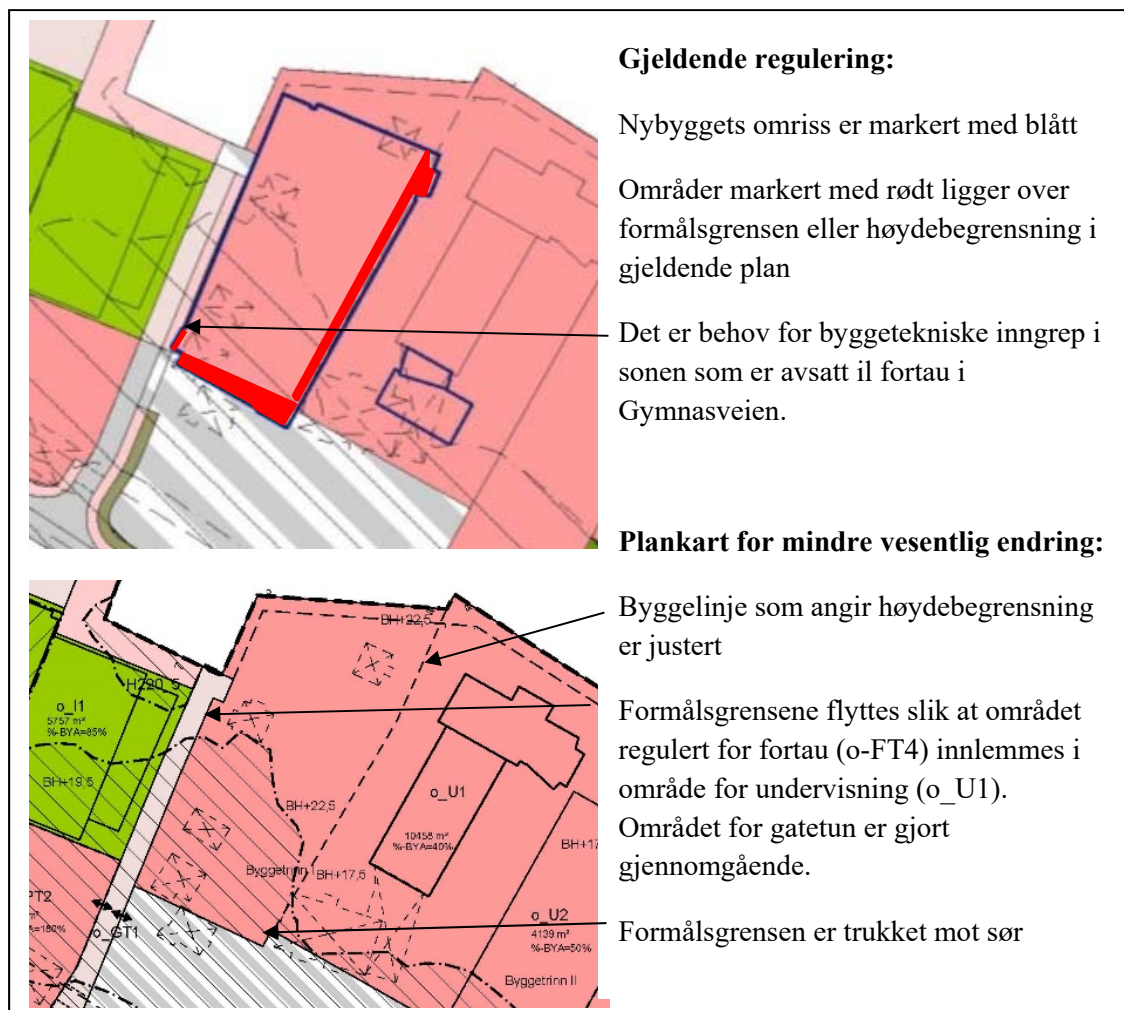 Gjeldende regulering:
Nybyggets omriss er markert med blått
Områder markert med rødt ligger over
formålsgrensen eller høydebegrensning i
gjeldende plan
Det er behov for byggetekniske inngrep i
sonen som er avsatt il fortau i
Gymnasveien.
Plankart for mindre vesentlig endring:
Byggelinje som angir høydebegrensning
er justert
Formålsgrensene flyttes slik at området
regulert for fortau (o-FT4) innlemmes i
område for undervisning (o_U1).
Området for gatetun er gjort
gjennomgående.
Formålsgrensen er trukket mot sør
BH+22,5
H220_5
o_I1
5757 m²
%-BYA=85%
BH+19,5
BH+22,5
o_U1
10458 m²
%-BYA=40%
Byggetrinn I
BH+17,5
BH+17
PT2
o_GT1
A=180%
o_U2
4139 m²
%-BYA=50%
Byggetrinn II